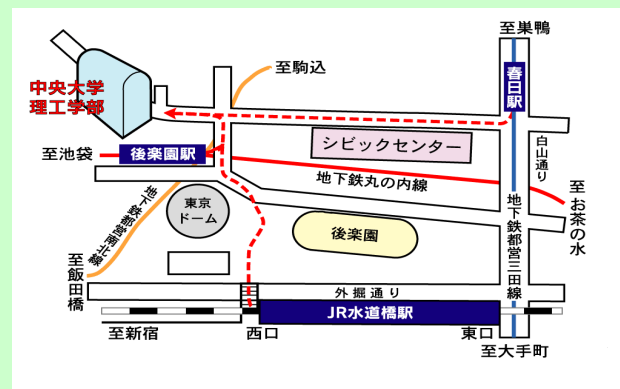 至巣鴨
至駒込
中央大学
理工学部
春日駅
シビックセンター
白山通り
至池袋
後楽園駅
地下鉄丸の内線
至お茶の水
地下鉄都営南北線
東京
ドーム
後楽園
地下鉄都営三田線
至飯田橋
外掘通り
JR水道橋駅
至新宿
西口
東口
至大手町